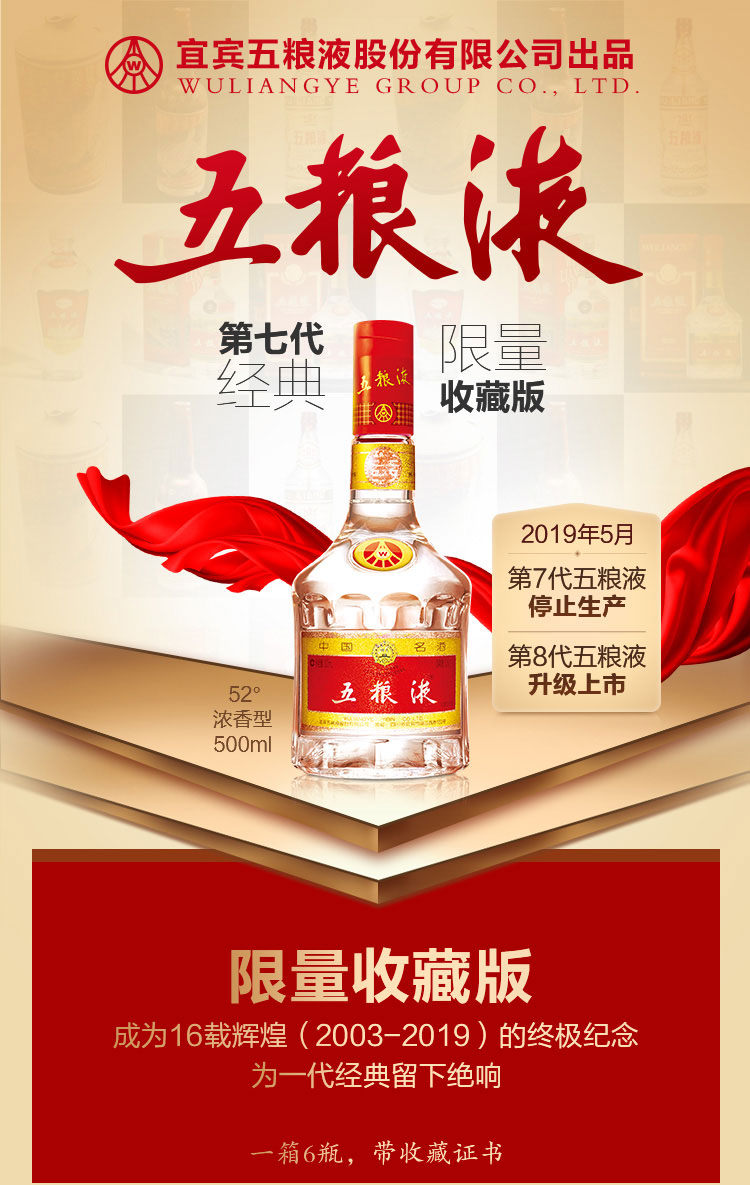 宜宾五粮液股份有限公司出品
WULIANGYE GROUP CO., LTD.
五粮液
第七代
经典
限量
收藏版
五粮液
W
W
2019年5月
第7代五粮液
停止生产
第8代五粮液
升级上市
中国名酒
五粮液
52°
浓香型
500ml
限量收藏版
成为16载辉煌（2003-2019）的终极纪念
为一代经典留下绝响
一箱6瓶，带收藏证书